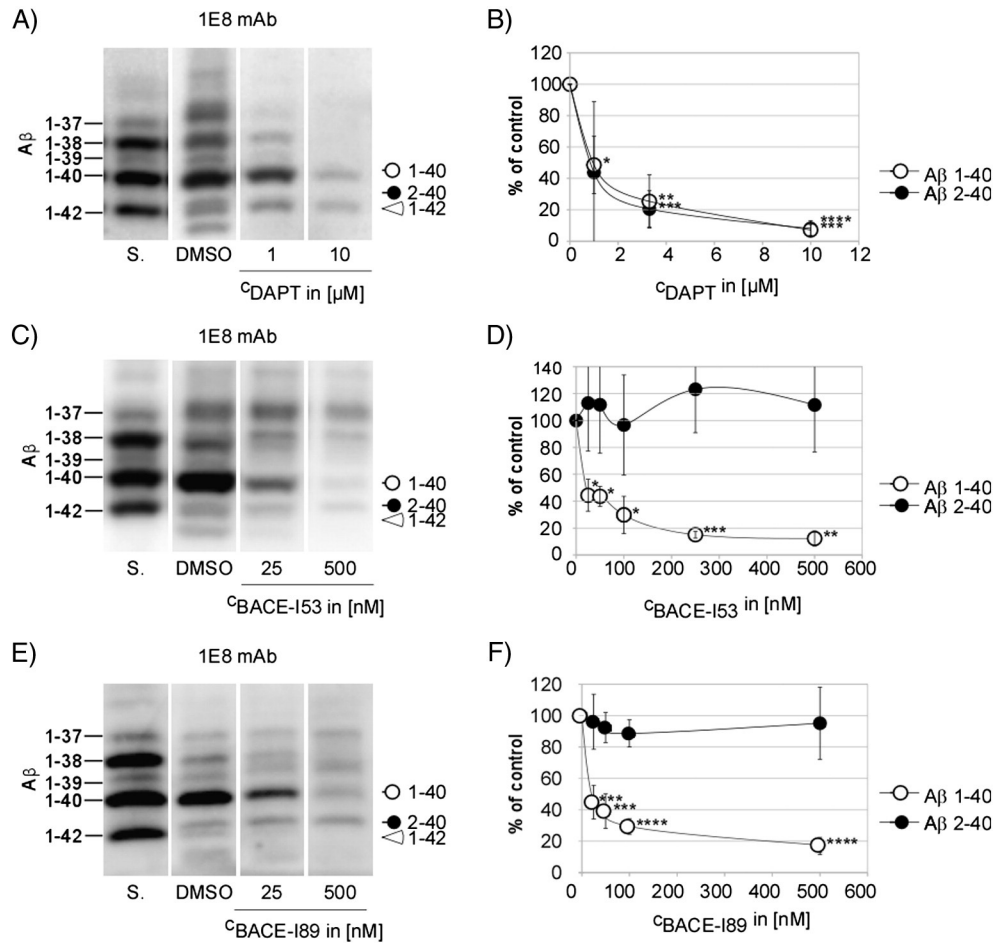 A)
1E8 mAb
Aβ
1-37
1-38
1-39
1-40
1-42
1-40
2-40
1-42
S. DMSO 1 10
cDAPT in [µM]
B)
120
100
80
60
40
20
0
% of control
*
**
***
****
***
0 2 4 6 8 10 12
cDAPT in [µM]
Aβ 1-40
Aβ 2-40
C)
1E8 mAb
Aβ
1-37
1-38
1-39
1-40
1-42
1-40
2-40
1-42
S. DMSO 25 500
cBACE-I53 in [nM]
D)
140
120
100
80
60
40
20
0
% of control
*
*
*
***
**
0 100 200 300 400 500 600
cBACE-I53 in [nM]
Aβ 1-40
Aβ 2-40
E)
1E8 mAb
Aβ
1-37
1-38
1-39
1-40
1-42
1-40
2-40
1-42
S. DMSO 25 500
cBACE-I89 in [nM]
F)
120
100
80
60
40
20
0
% of control
***
***
****
****
0 100 200 300 400 500 600
cBACE-I89 in [nM]
Aβ 1-40
Aβ 2-40